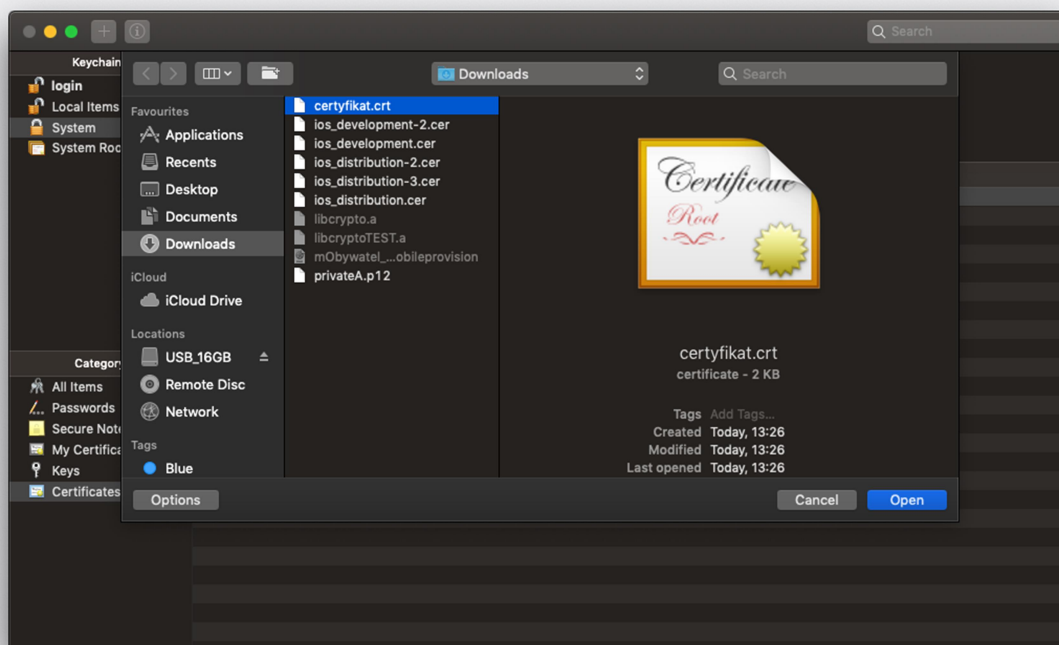 Search
Keychain
login
Local Items
System
System Roo
Category
All Items
Passwords
Secure Note
My Certifica
Keys
Certificates
Downloads
Search
Favourites
Applications
Recents
Desktop
Documents
Downloads
iCloud
iCloud Drive
Locations
USB_16GB
Remote Disc
Network
Tags
Blue
certyfikat.crt
ios_development-2.cer
ios_development.cer
ios_distribution-2.cer
ios_distribution-3.cer
ios_distribution.cer
libcrypto.a
libcryptoTEST.a
mObywatel_...obileprovision
privateA.p12
Certificate
Root
certyfikat.crt
certificate - 2 KB
Tags Add Tags...
Created Today, 13:26
Modified Today, 13:26
Last opened Today, 13:26
Options
Cancel
Open